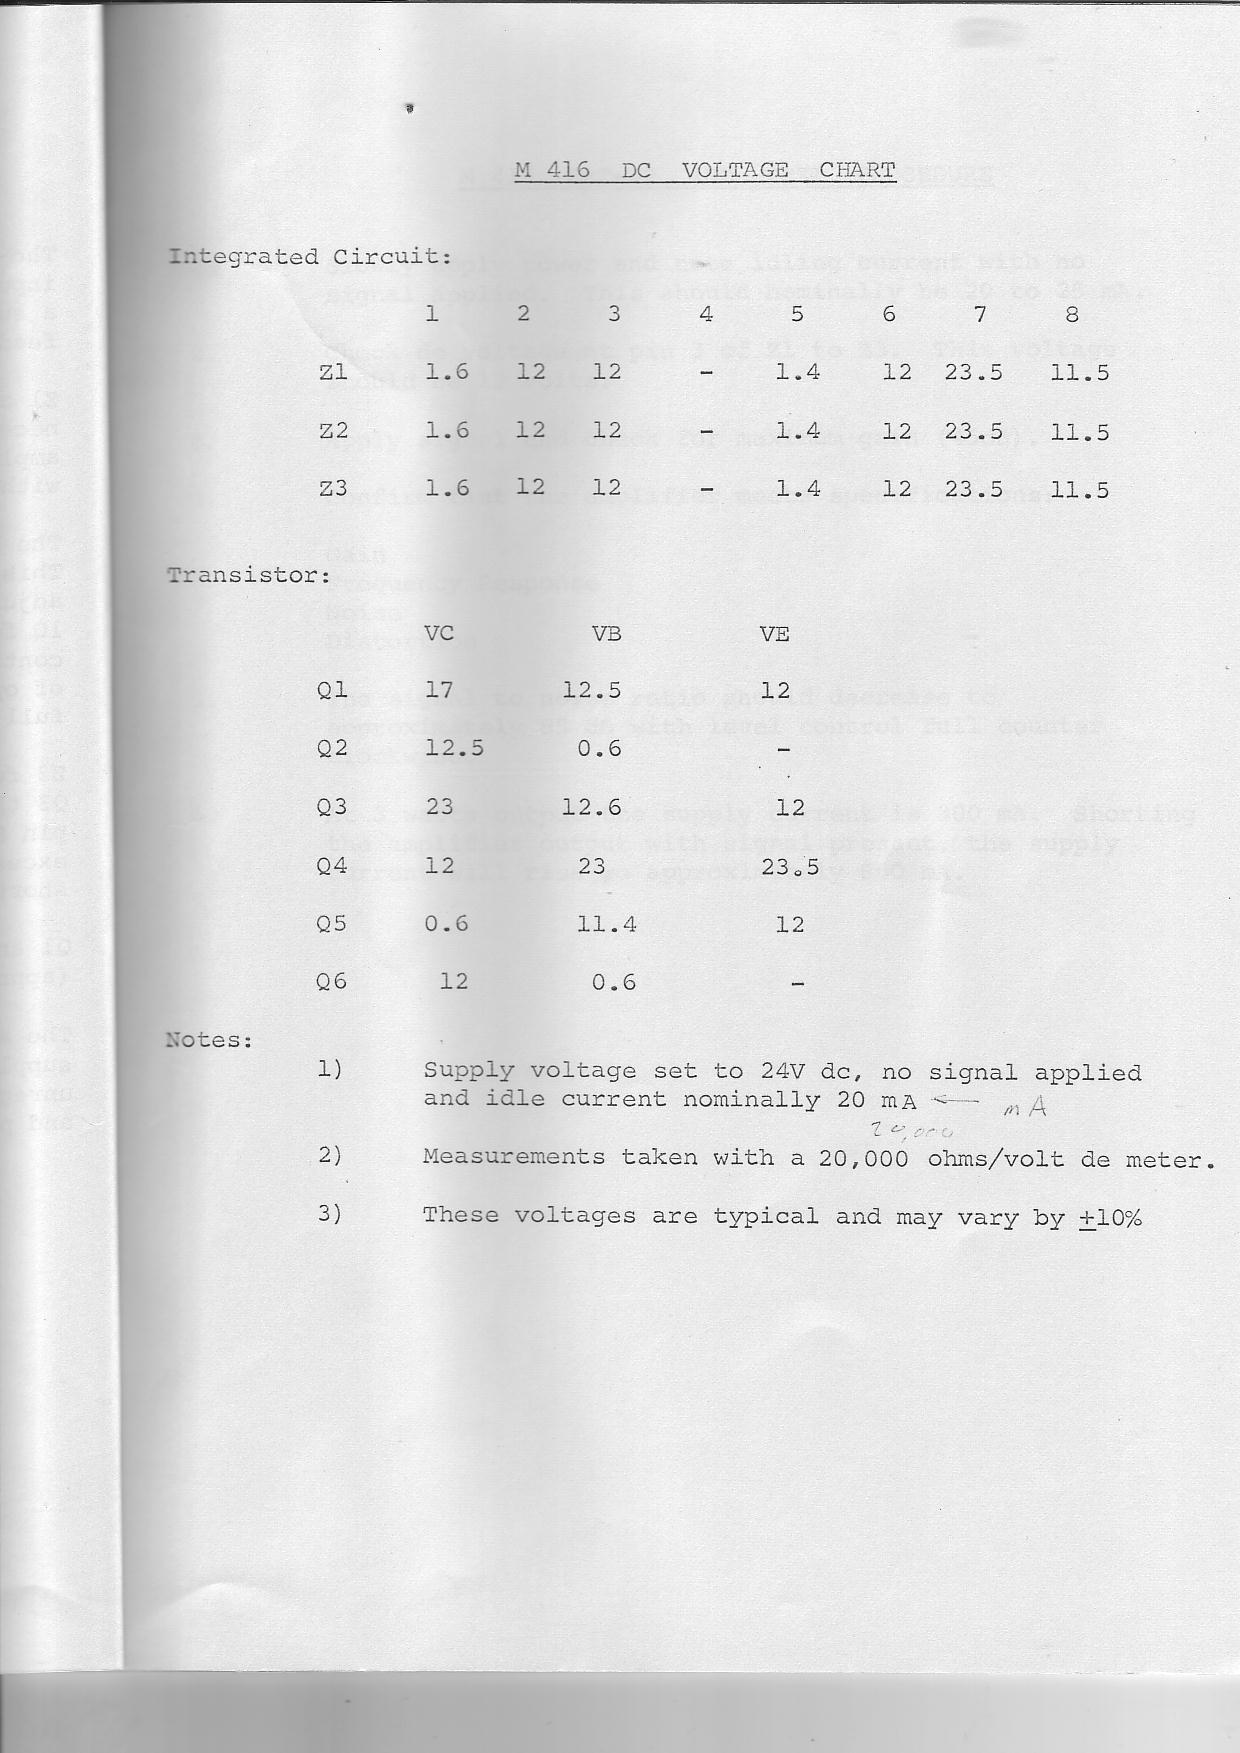 M 416 DC VOLTAGE CHART
Integrated Circuit:
1 2 3 4 5 6 7 8
Z1 1.6 12 12 - 1.4 12 23.5 11.5
Z2 1.6 12 12 - 1.4 12 23.5 11.5
Z3 1.6 12 12 - 1.4 12 23.5 11.5
Transistor:
VC VB VE
Q1 17 12.5 12
Q2 12.5 0.6 -
Q3 23 12.6 12
Q4 12 23 23.5
Q5 0.6 11.4 12
Q6 12 0.6 -
Notes:
1) Supply voltage set to 24V dc, no signal applied
and idle current nominally 20 mA ← mA
20,000
2) Measurements taken with a 20,000 ohms/volt de meter.
3) These voltages are typical and may vary by ±10%